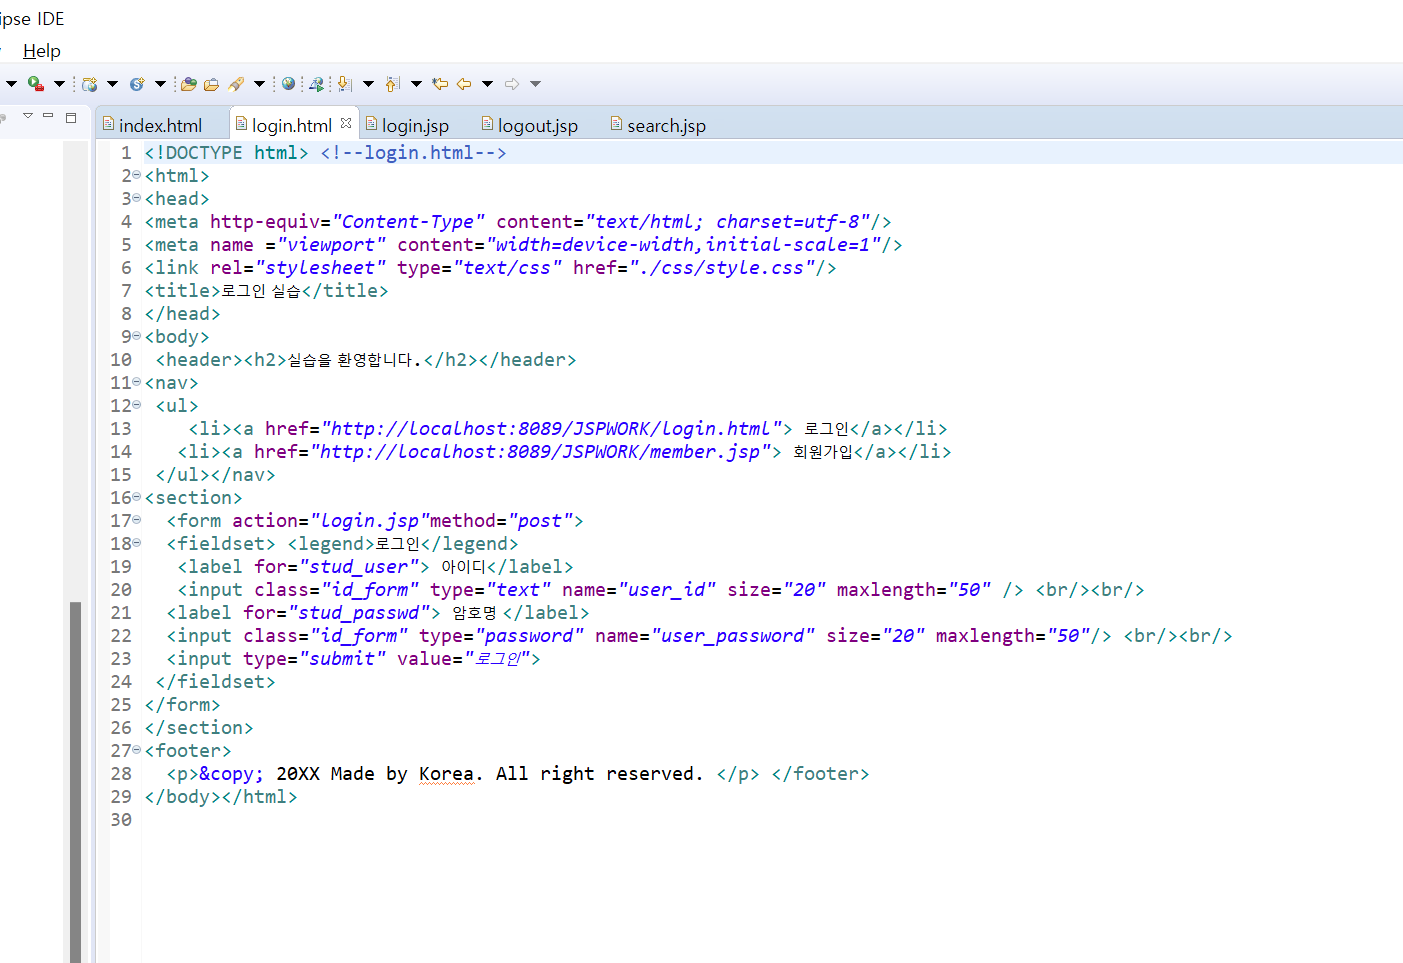 ipse IDE
Help
index.html login.html login.jsp logout.jsp search.jsp
1 <!DOCTYPE html> <!--login.html-->
2 <html>
3 <head>
4 <meta http-equiv="Content-Type" content="text/html; charset=utf-8"/>
5 <meta name ="viewport" content="width=device-width,initial-scale=1"/>
6 <link rel="stylesheet" type="text/css" href="./css/style.css"/>
7 <title>로그인 실습</title>
8 </head>
9 <body>
10 <header><h2>실습을 환영합니다.</h2></header>
11 <nav>
12 <ul>
13 <li><a href="http://localhost:8089/JSPWORK/login.html"> 로그인</a></li>
14 <li><a href="http://localhost:8089/JSPWORK/member.jsp"> 회원가입</a></li>
15 </ul></nav>
16 <section>
17 <form action="login.jsp"method="post">
18 <fieldset> <legend>로그인</legend>
19 <label for="stud_user"> 아이디</label>
20 <input class="id_form" type="text" name="user_id" size="20" maxlength="50" /> <br/><br/>
21 <label for="stud_passwd"> 암호명 </label>
22 <input class="id_form" type="password" name="user_password" size="20" maxlength="50"/> <br/><br/>
23 <input type="submit" value="로그인">
24 </fieldset>
25 </form>
26 </section>
27 <footer>
28 <p>&copy; 20XX Made by Korea. All right reserved. </p> </footer>
29 </body></html>
30